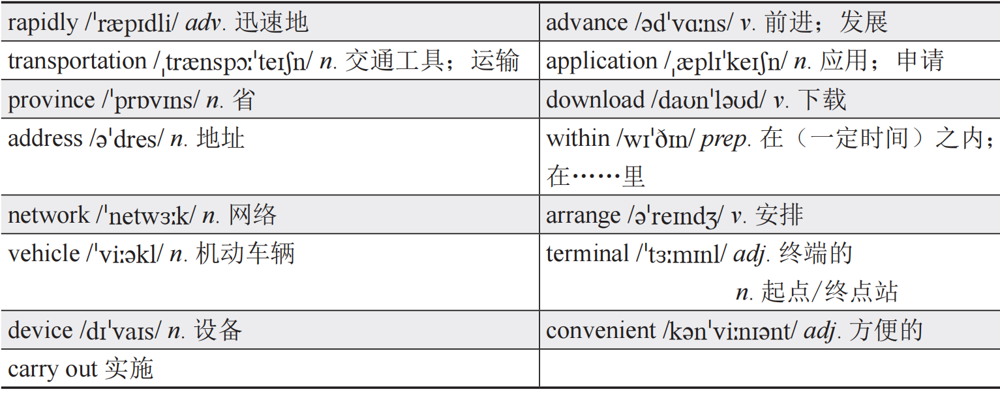 rapidly /ˈræpɪdli/ adv. 迅速地
advance /ədˈvɑːns/ v. 前进；发展
transportation /ˌtrænspɔːˈteɪʃn/ n. 交通工具；运输
application /ˌæplɪˈkeɪʃn/ n. 应用；申请
province /ˈprɒvɪns/ n. 省
download /daʊnˈləʊd/ v. 下载
address /əˈdres/ n. 地址
within /wɪˈðɪn/ prep. 在（一定时间）之内；
在……里
network /ˈnetwɜːk/ n. 网络
arrange /əˈreɪndʒ/ v. 安排
vehicle /ˈviːəkl/ n. 机动车辆
terminal /ˈtɜːmɪnl/ adj. 终端的
n. 起点/终点站
device /dɪˈvaɪs/ n. 设备
convenient /kənˈviːnɪənt/ adj. 方便的
carry out 实施